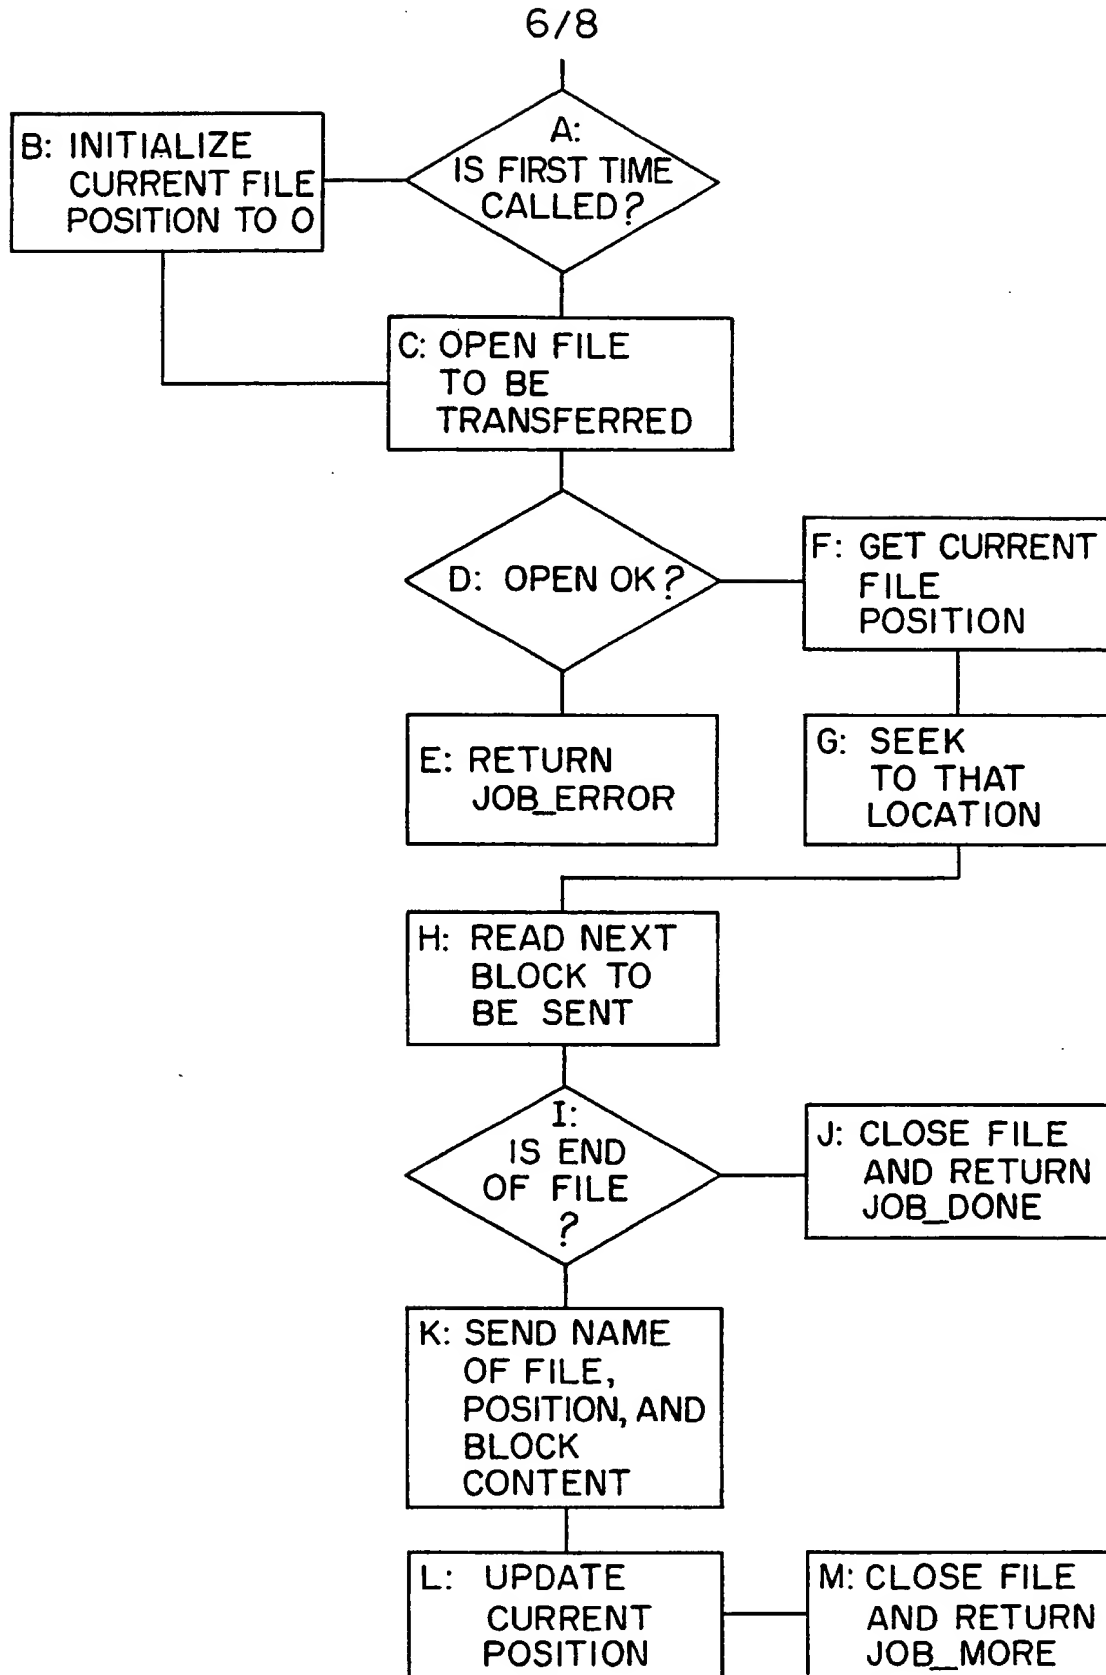 6/8
A:
IS FIRST TIME
CALLED?
B: INITIALIZE
CURRENT FILE
POSITION TO 0
C: OPEN FILE
TO BE
TRANSFERRED
D: OPEN OK?
F: GET CURRENT
FILE
POSITION
E: RETURN
JOB_ERROR
G: SEEK
TO THAT
LOCATION
H: READ NEXT
BLOCK TO
BE SENT
I:
IS END
OF FILE
?
J: CLOSE FILE
AND RETURN
JOB_DONE
K: SEND NAME
OF FILE,
POSITION, AND
BLOCK
CONTENT
L: UPDATE
CURRENT
POSITION
M: CLOSE FILE
AND RETURN
JOB_MORE